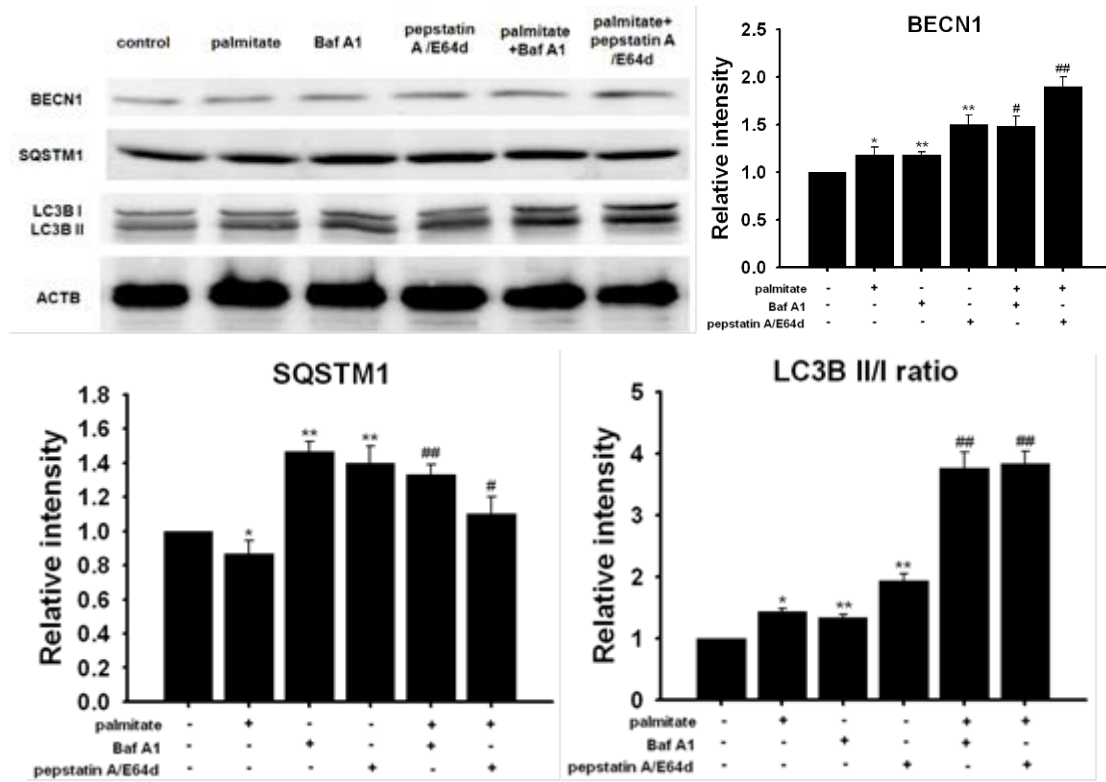 control palmitate Baf A1 pepstatin A /E64d palmitate +Baf A1 palmitate+ pepstatin A /E64d
BECN1
SQSTM1
LC3B I
LC3B II
ACTB
BECN1
Relative intensity
2.5
2.0
1.5
1.0
0.5
0.0
* ** ** # ##
palmitate - + - - + +
Baf A1 - - + - + -
pepstatin A/E64d - - - + - +
SQSTM1
Relative intensity
1.8
1.6
1.4
1.2
1.0
0.8
0.6
0.4
0.2
0.0
* ** ** ## #
palmitate - + - - + +
Baf A1 - - + - + -
pepstatin A/E64d - - - + - +
LC3B II/I ratio
Relative intensity
5
4
3
2
1
0
* ** ** ## ##
palmitate - + - - + +
Baf A1 - - + - + -
pepstatin A/E64d - - - + - +